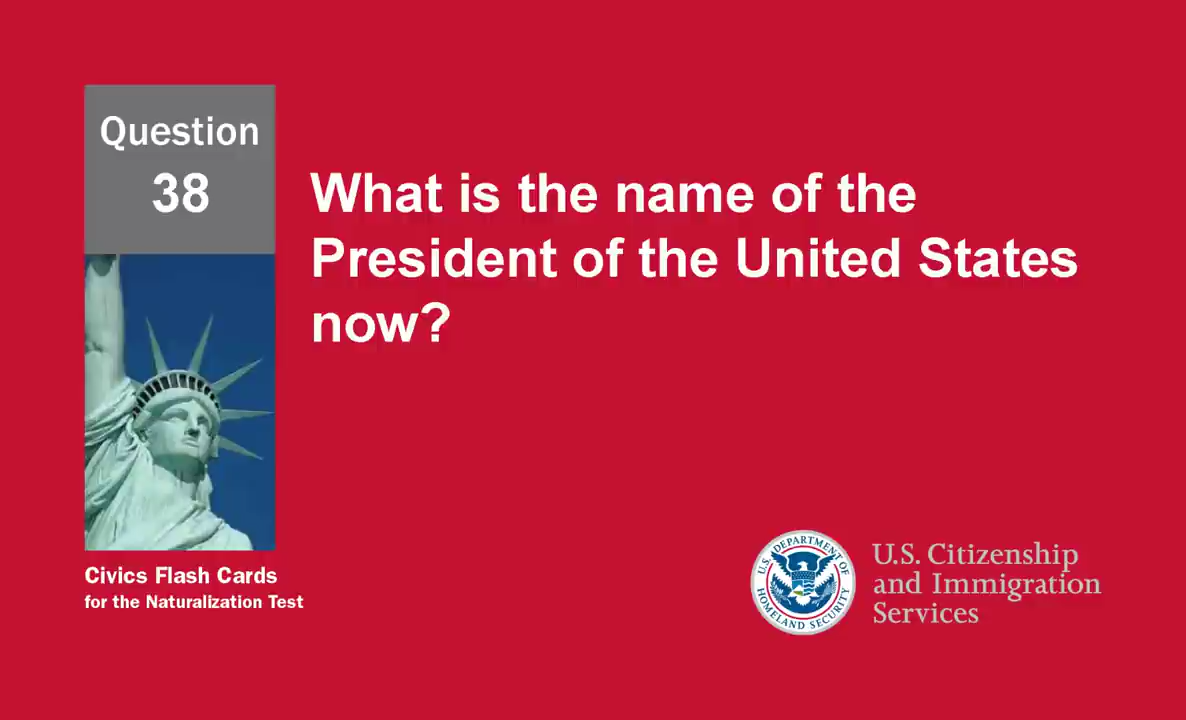 Question
38
What is the name of the
President of the United States
now?
Civics Flash Cards
for the Naturalization Test
U.S. DEPARTMENT OF
HOMELAND SECURITY
U.S. Citizenship
and Immigration
Services